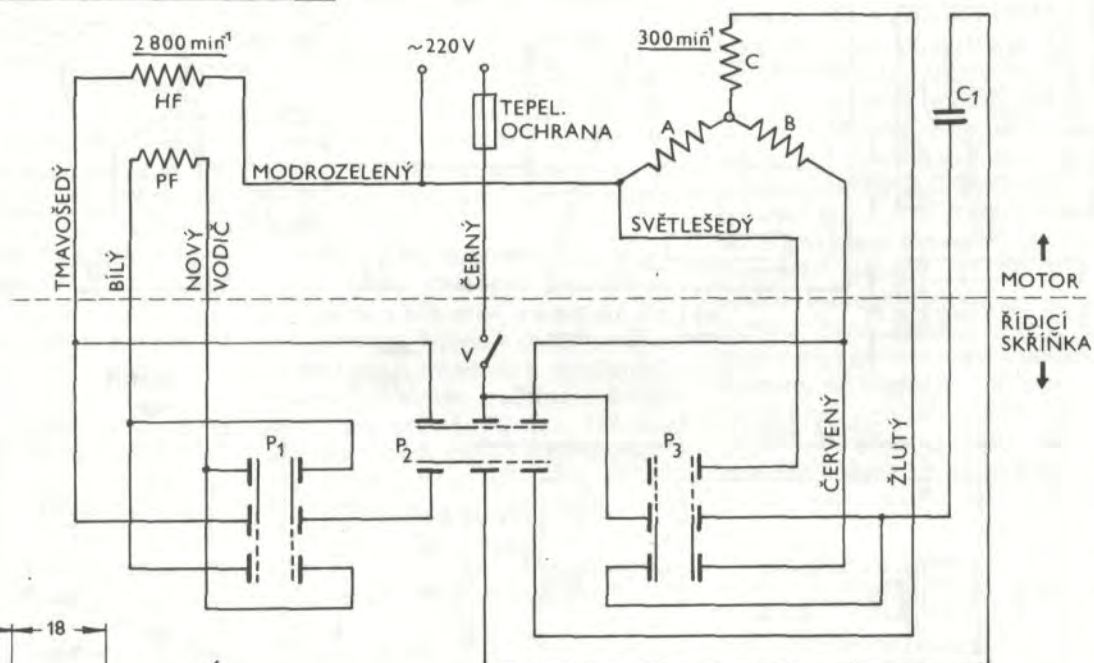 2 800 min⁻¹
HF
PF
MODROZELENÝ
TMAVOŠEDÝ
BÍLÝ
NOVÝ
VODIČ
~220 V
TEPEL.
OCHRANA
ČERNÝ
300 min⁻¹
C
A
B
C1
SVĚTLEŠEDÝ
MOTOR
ŘÍDICÍ
SKŘÍŇKA
V
P1
P2
P3
ČERVENÝ
ŽLUTÝ
18